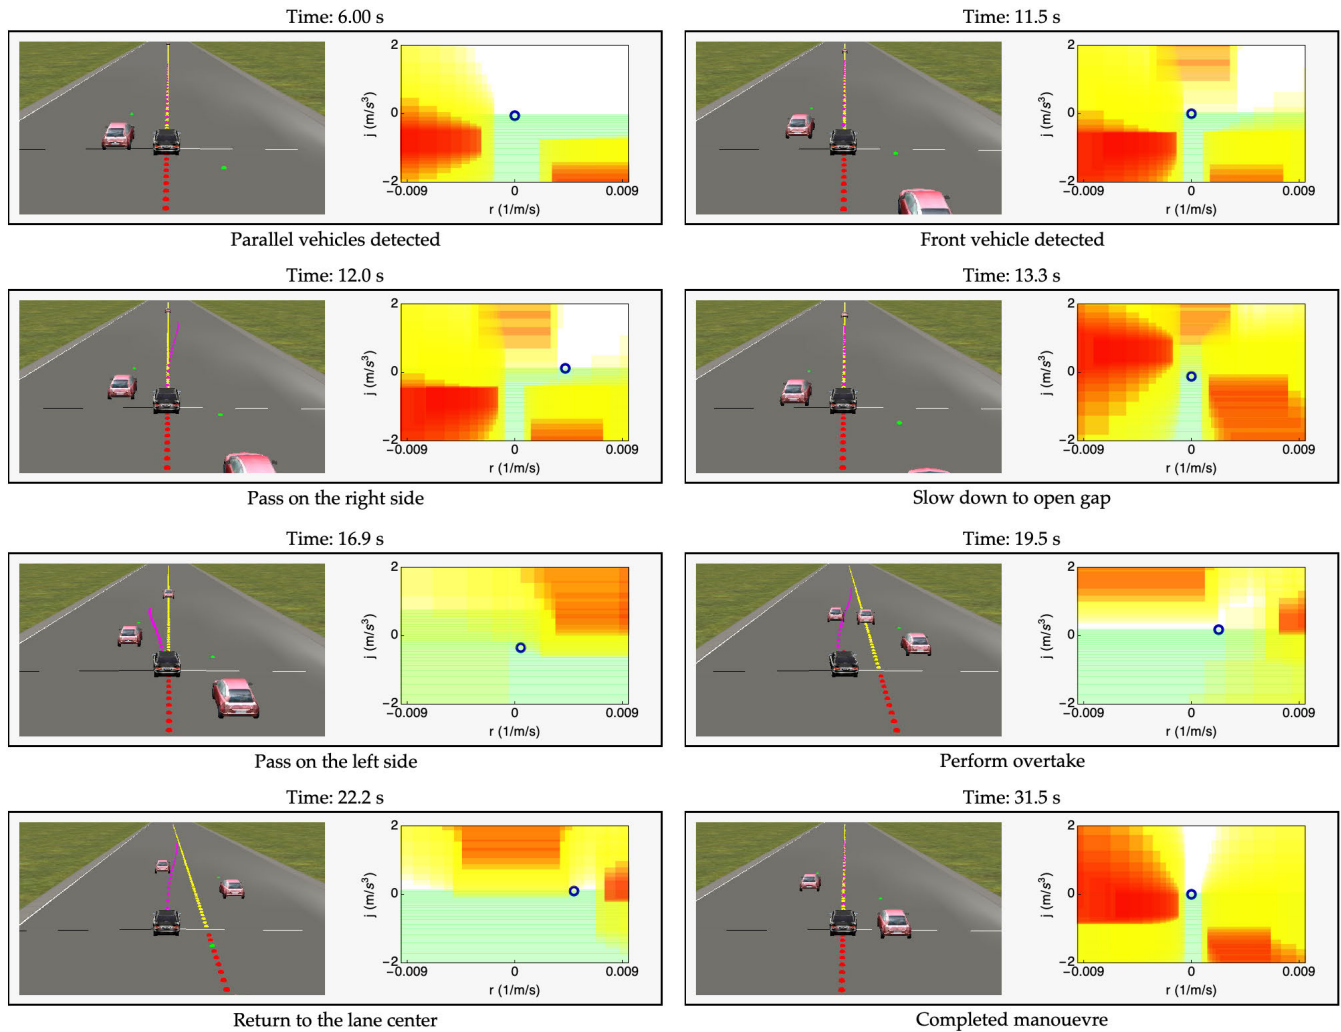 Time: 6.00 s
2
0
−2
j (m/s³)
−0.009
0
0.009
r (1/m/s)
Parallel vehicles detected
Time: 11.5 s
2
0
−2
j (m/s³)
−0.009
0
0.009
r (1/m/s)
Front vehicle detected
Time: 12.0 s
2
0
−2
j (m/s³)
−0.009
0
0.009
r (1/m/s)
Pass on the right side
Time: 13.3 s
2
0
−2
j (m/s³)
−0.009
0
0.009
r (1/m/s)
Slow down to open gap
Time: 16.9 s
2
0
−2
j (m/s³)
−0.009
0
0.009
r (1/m/s)
Pass on the left side
Time: 19.5 s
2
0
−2
j (m/s³)
−0.009
0
0.009
r (1/m/s)
Perform overtake
Time: 22.2 s
2
0
−2
j (m/s³)
−0.009
0
0.009
r (1/m/s)
Return to the lane center
Time: 31.5 s
2
0
−2
j (m/s³)
−0.009
0
0.009
r (1/m/s)
Completed manouevre